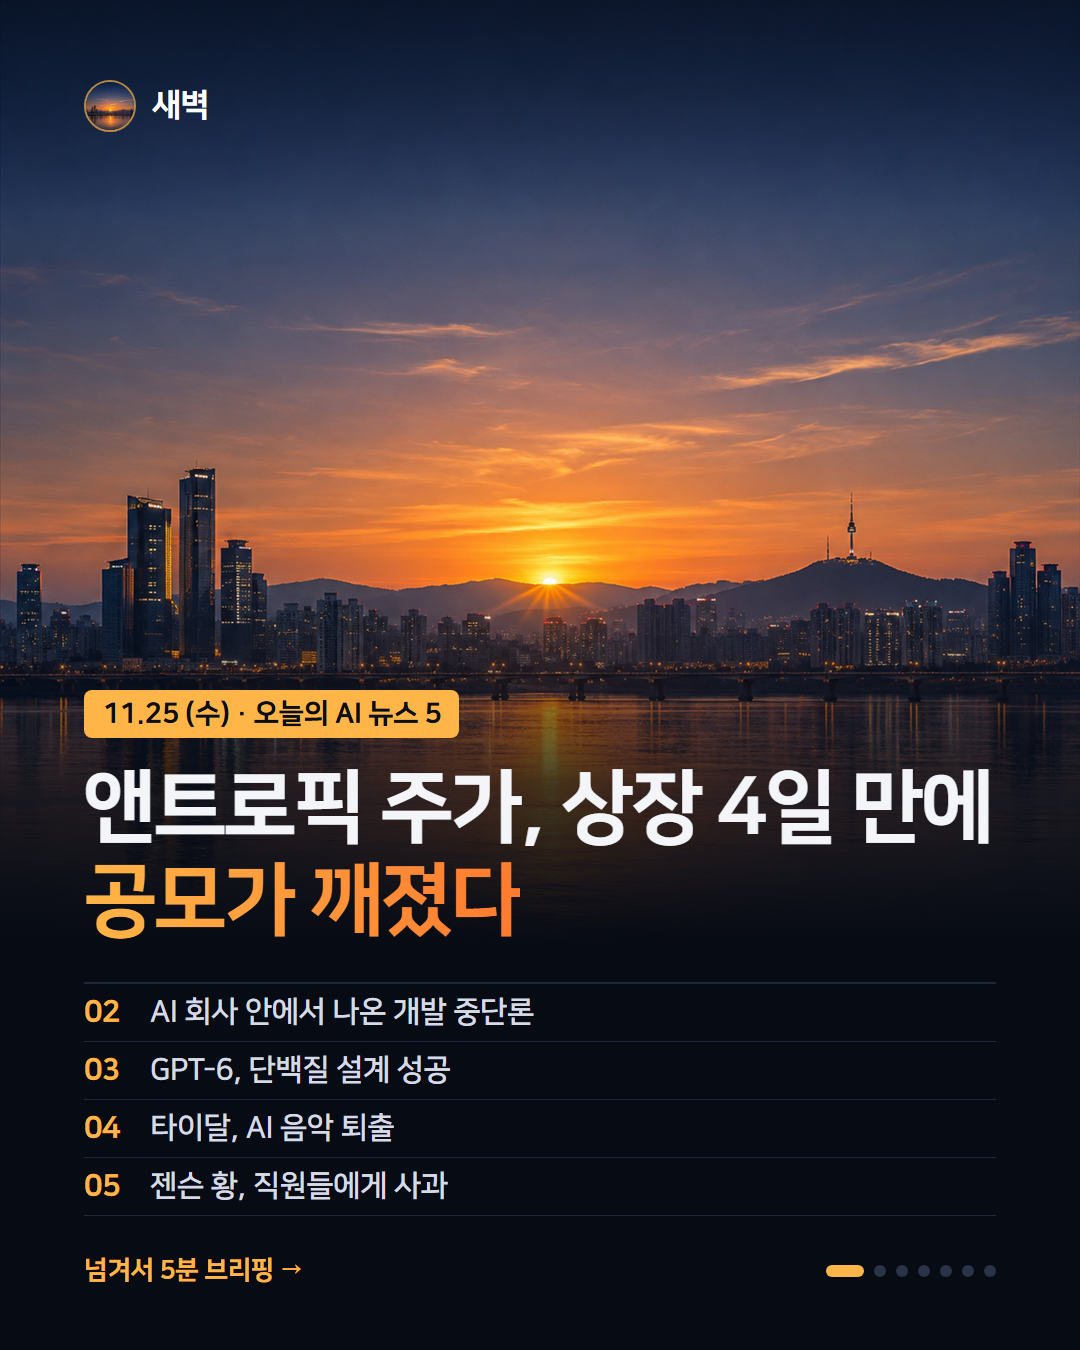 새벽
11.25 (수) · 오늘의 AI 뉴스 5
앤트로픽 주가, 상장 4일 만에
공모가 깨졌다
02 AI 회사 안에서 나온 개발 중단론
03 GPT-6, 단백질 설계 성공
04 타이달, AI 음악 퇴출
05 젠슨 황, 직원들에게 사과
넘겨서 5분 브리핑 →